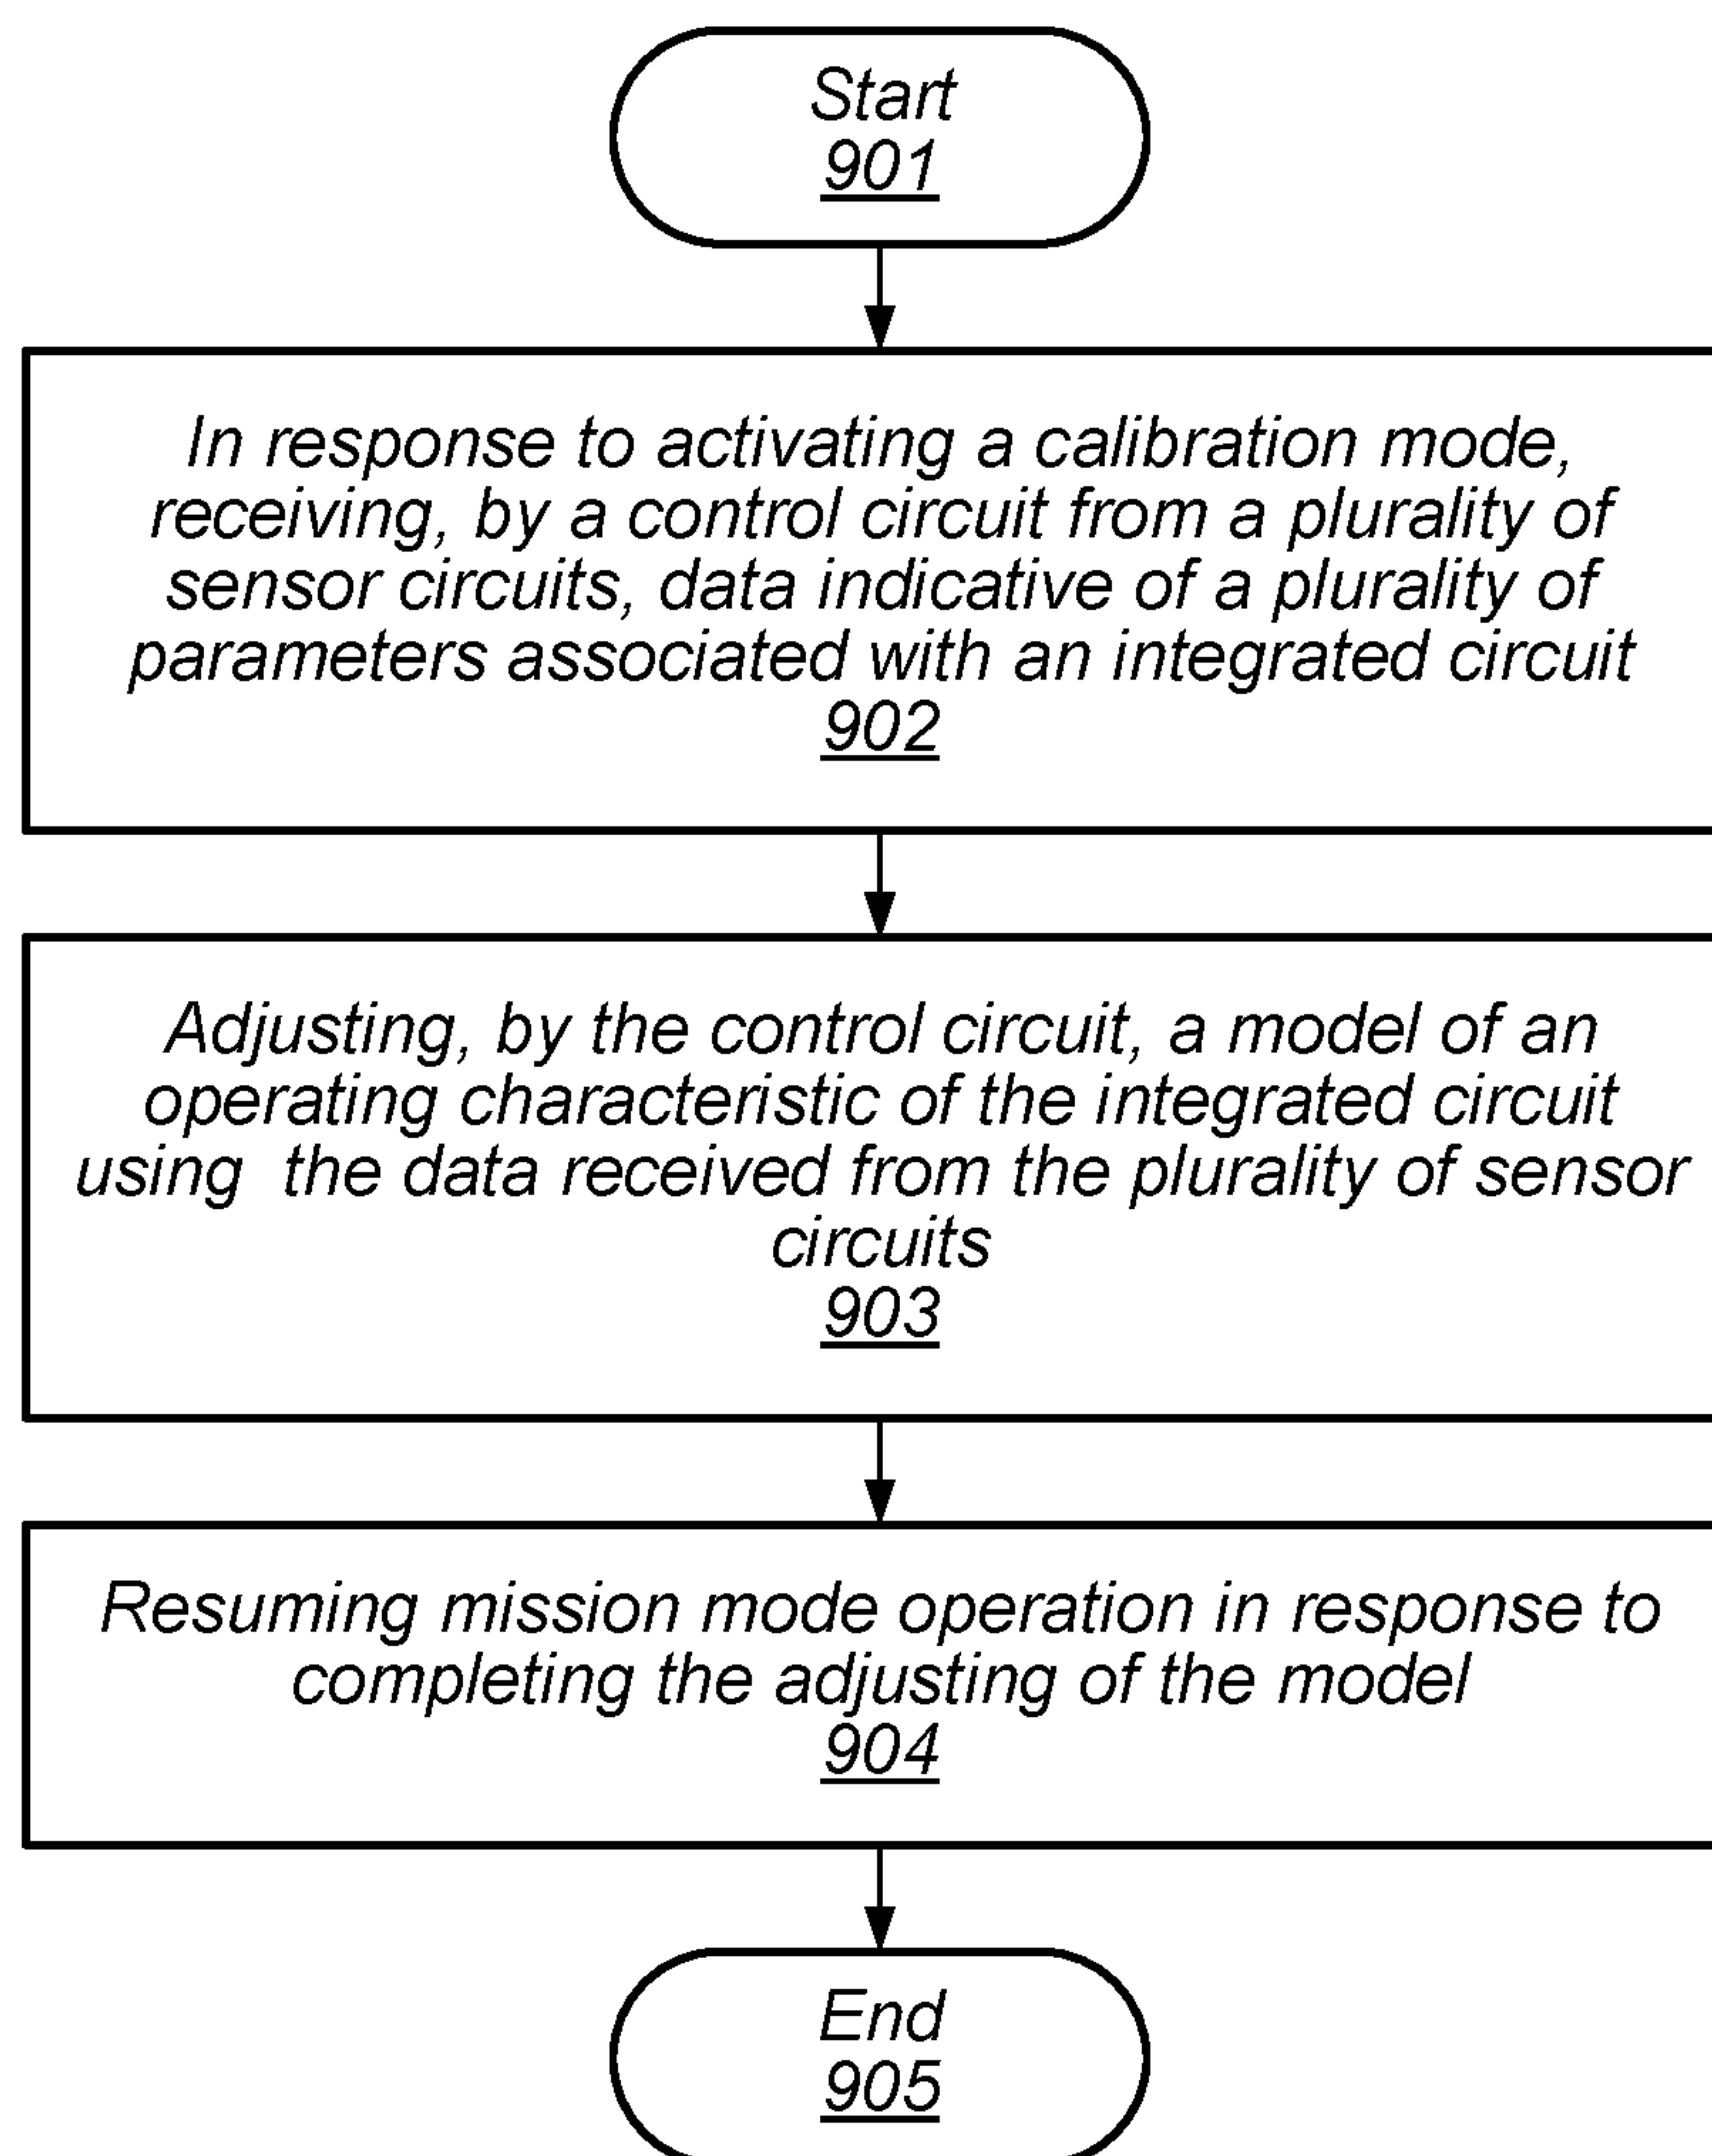 Start
901
In response to activating a calibration mode,
receiving, by a control circuit from a plurality of
sensor circuits, data indicative of a plurality of
parameters associated with an integrated circuit
902
Adjusting, by the control circuit, a model of an
operating characteristic of the integrated circuit
using  the data received from the plurality of sensor
circuits
903
Resuming mission mode operation in response to
completing the adjusting of the model
904
End
905